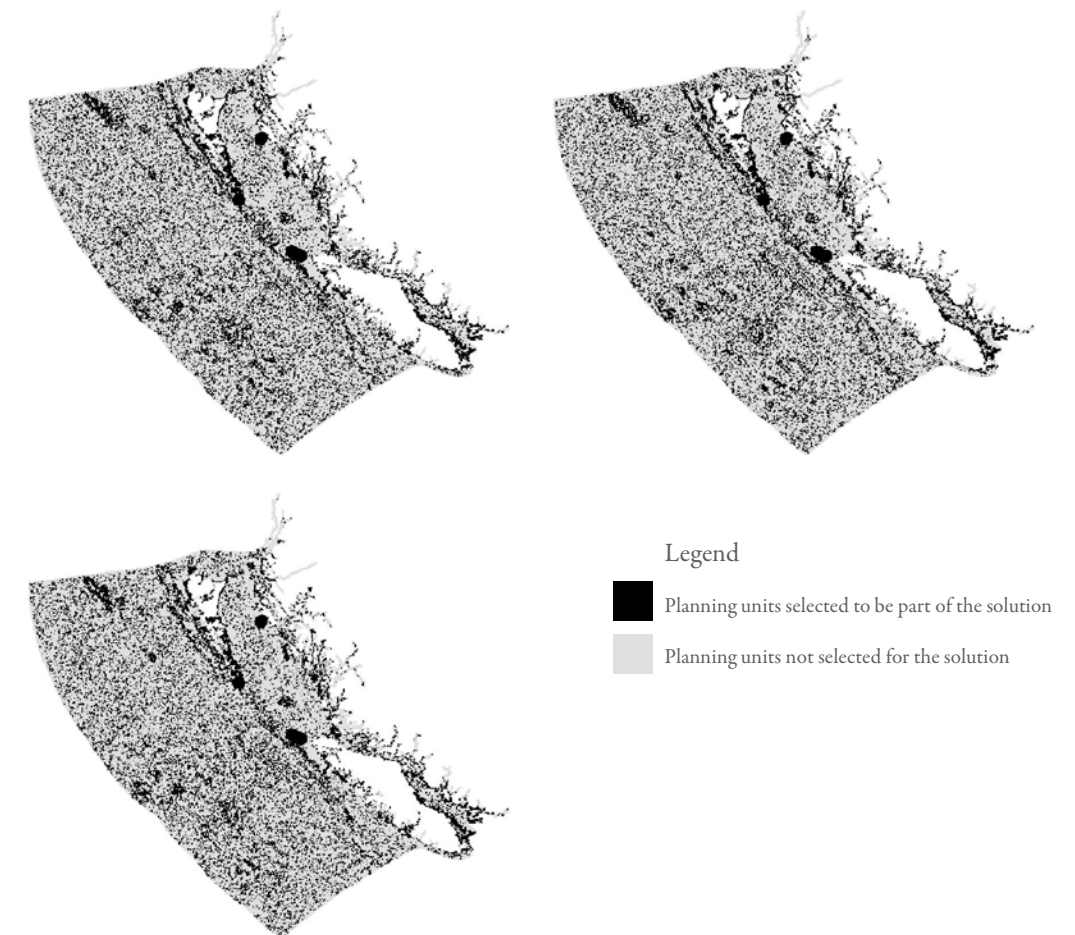 Legend
Planning units selected to be part of the solution
Planning units not selected for the solution